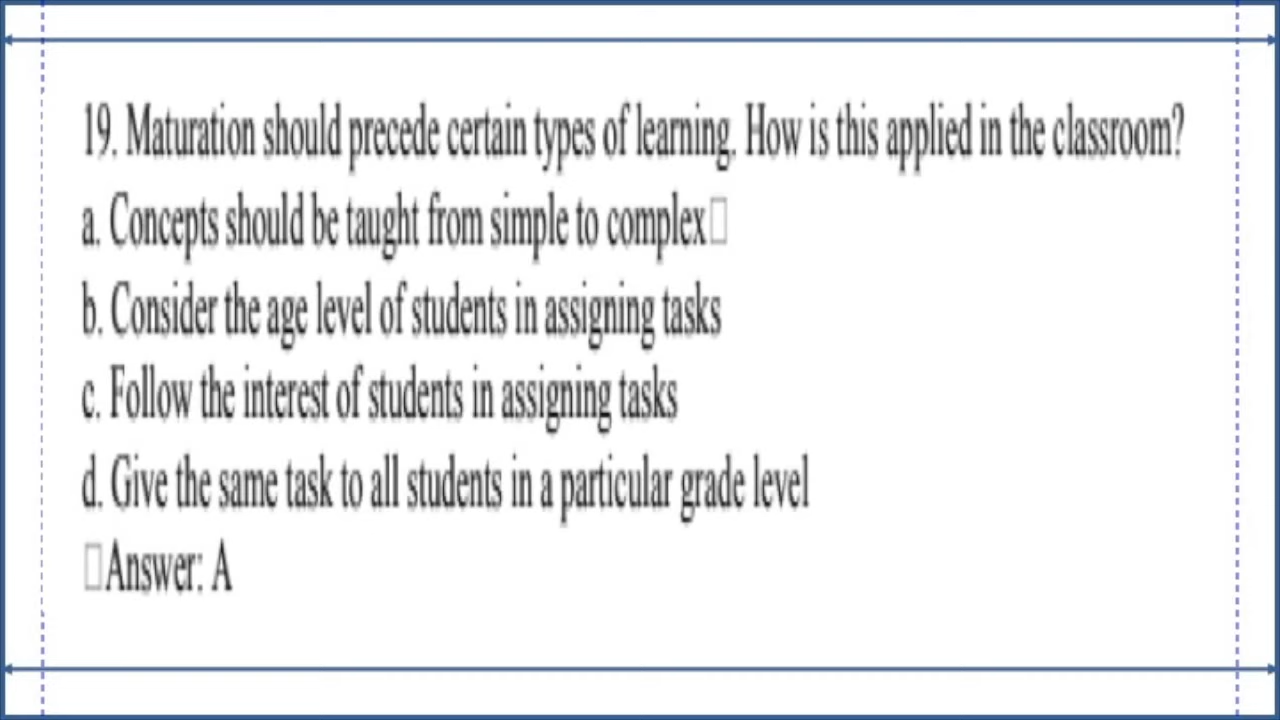 19. Maturation should precede certain types of learning. How is this applied in the classroom?
a. Concepts should be taught from simple to complex
b. Consider the age level of students in assigning tasks
c. Follow the interest of students in assigning tasks
d. Give the same task to all students in a particular grade level
Answer: A